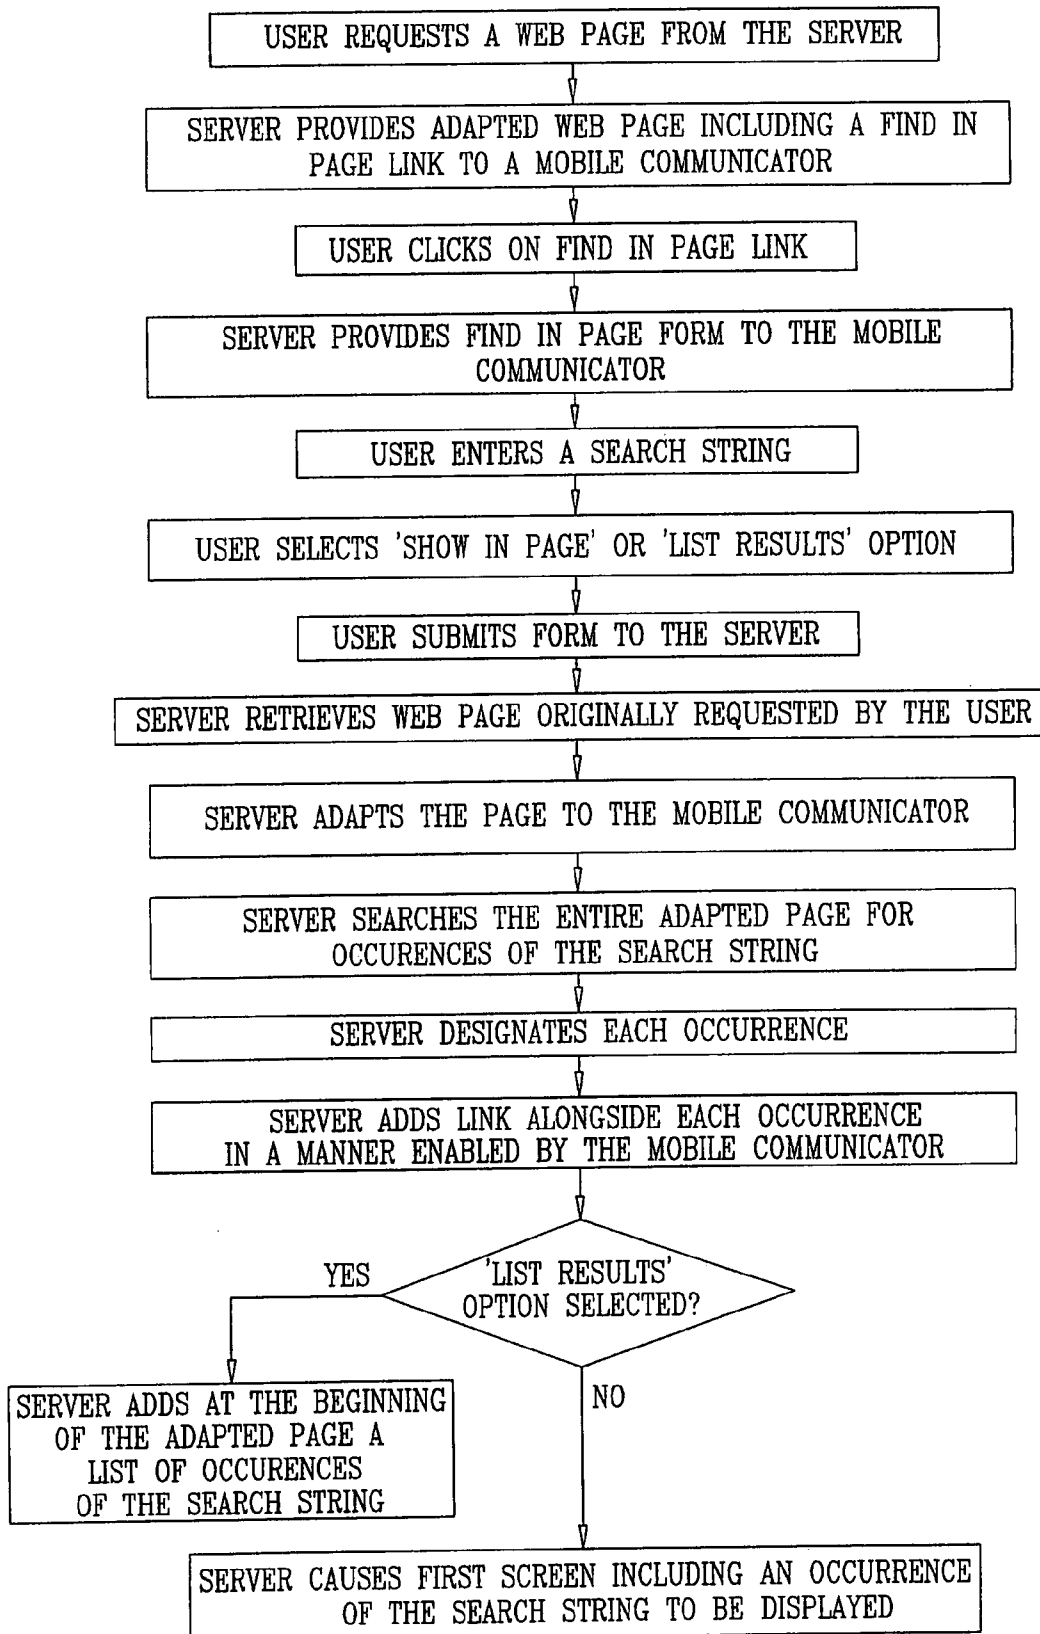 USER REQUESTS A WEB PAGE FROM THE SERVER
SERVER PROVIDES ADAPTED WEB PAGE INCLUDING A FIND IN
PAGE LINK TO A MOBILE COMMUNICATOR
USER CLICKS ON FIND IN PAGE LINK
SERVER PROVIDES FIND IN PAGE FORM TO THE MOBILE
COMMUNICATOR
USER ENTERS A SEARCH STRING
USER SELECTS 'SHOW IN PAGE' OR 'LIST RESULTS' OPTION
USER SUBMITS FORM TO THE SERVER
SERVER RETRIEVES WEB PAGE ORIGINALLY REQUESTED BY THE USER
SERVER ADAPTS THE PAGE TO THE MOBILE COMMUNICATOR
SERVER SEARCHES THE ENTIRE ADAPTED PAGE FOR
OCCURENCES OF THE SEARCH STRING
SERVER DESIGNATES EACH OCCURRENCE
SERVER ADDS LINK ALONGSIDE EACH OCCURRENCE
IN A MANNER ENABLED BY THE MOBILE COMMUNICATOR
'LIST RESULTS'
OPTION SELECTED?
YES
SERVER ADDS AT THE BEGINNING
OF THE ADAPTED PAGE A
LIST OF OCCURENCES
OF THE SEARCH STRING
NO
SERVER CAUSES FIRST SCREEN INCLUDING AN OCCURRENCE
OF THE SEARCH STRING TO BE DISPLAYED